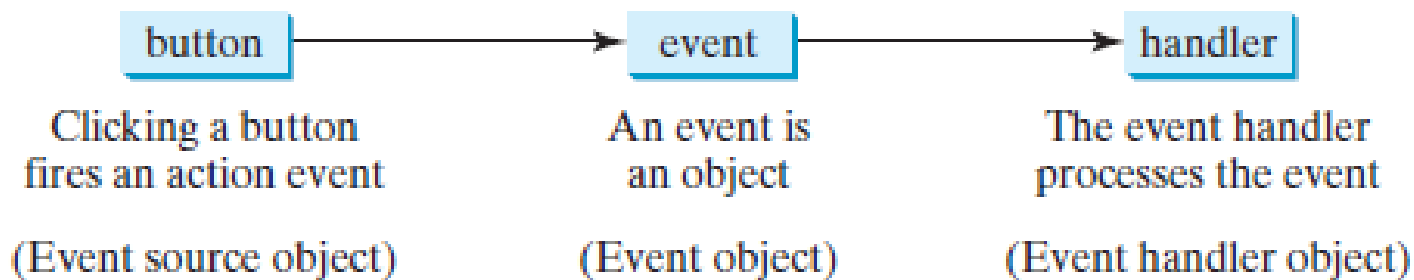 button
event
handler
Clicking a button
fires an action event
An event is
an object
The event handler
processes the event
(Event source object)
(Event object)
(Event handler object)